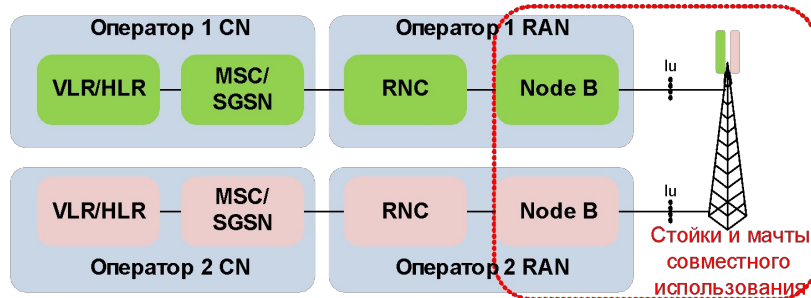 Оператор 1 CN
Оператор 1 RAN
VLR/HLR
MSC/
SGSN
RNC
Node B
Iu
VLR/HLR
MSC/
SGSN
RNC
Node B
Iu
Оператор 2 CN
Оператор 2 RAN
Стойки и мачты
совместного
использования